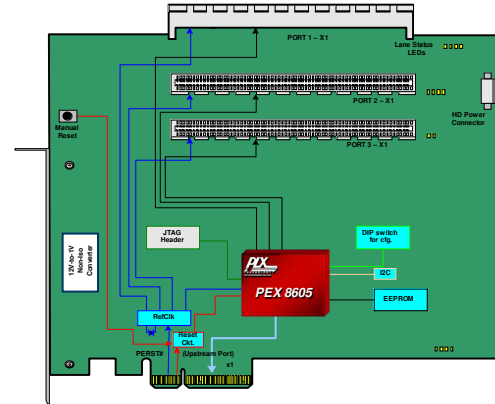 PORT 1 – X1
Lane Status
LEDs
PORT 2 – X1
HD Power
Connector
Manual
Reset
PORT 3 – X1
JTAG
Header
DIP switch
for cfg.
12V-to-1V
Non-Iso
Converter
PLX
I2C
PEX 8605
EEPROM
RefClk
Reset
Ckt.
PERST#
(Upstream Port)
x1